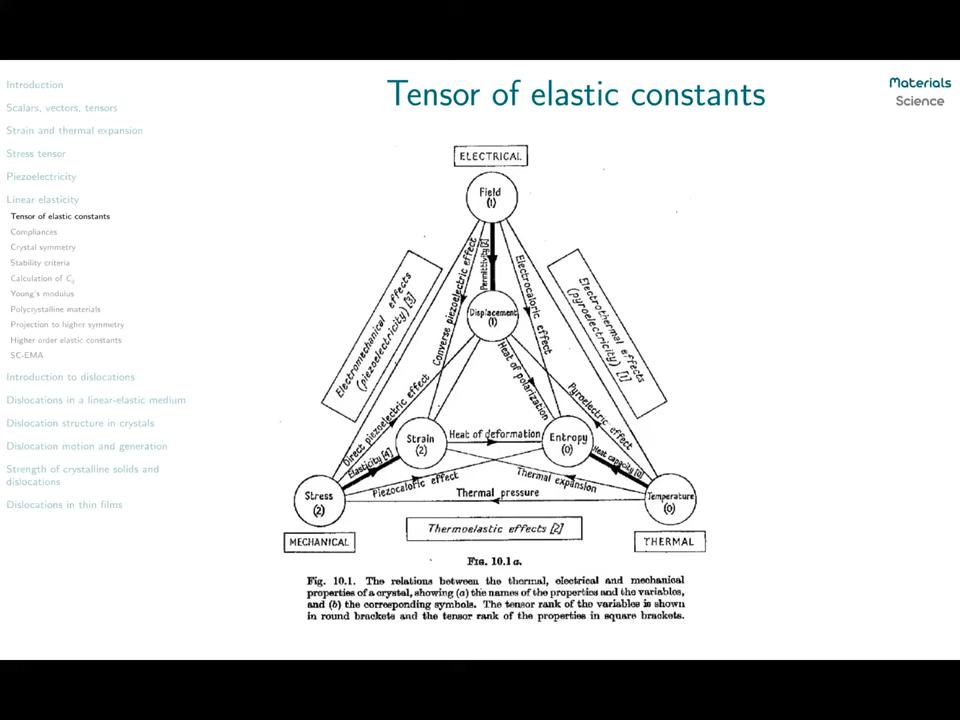 Tensor of elastic constants
Materials
Science
Introduction
Scalars, vectors, tensors
Strain and thermal expansion
Stress tensor
Piezoelectricity
Linear elasticity
Tensor of elastic constants
Compliances
Crystal symmetry
Stability criteria
Calculation of Cij
Young's modulus
Polycrystalline materials
Projection to higher symmetry
Higher order elastic constants
SC-EMA
Introduction to dislocations
Dislocations in a linear-elastic medium
Dislocation structure in crystals
Dislocation motion and generation
Strength of crystalline solids and
dislocations
Dislocations in thin films
ELECTRICAL
Field
(1)
Permittivity [2]
Converse piezoelectric effect
Electrocaloric effect
Electromechanical effects
(piezoelectricity) [3]
Electrothermal effects
(pyroelectricity) [1]
Displacement
(1)
Heat of polarization
Direct piezoelectric effect
Pyroelectric effect
Strain
(2)
Heat of deformation
Entropy
(0)
Elasticity [4]
Heat capacity [0]
Piezocaloric effect
Thermal expansion
Stress
(2)
Thermal pressure
Temperature
(0)
MECHANICAL
Thermoelastic effects [2]
THERMAL
FIG. 10.1 a.
Fig. 10.1. The relations between the thermal, electrical and mechanical
properties of a crystal, showing (a) the names of the properties and the variables,
and (b) the corresponding symbols. The tensor rank of the variables is shown
in round brackets and the tensor rank of the properties in square brackets.